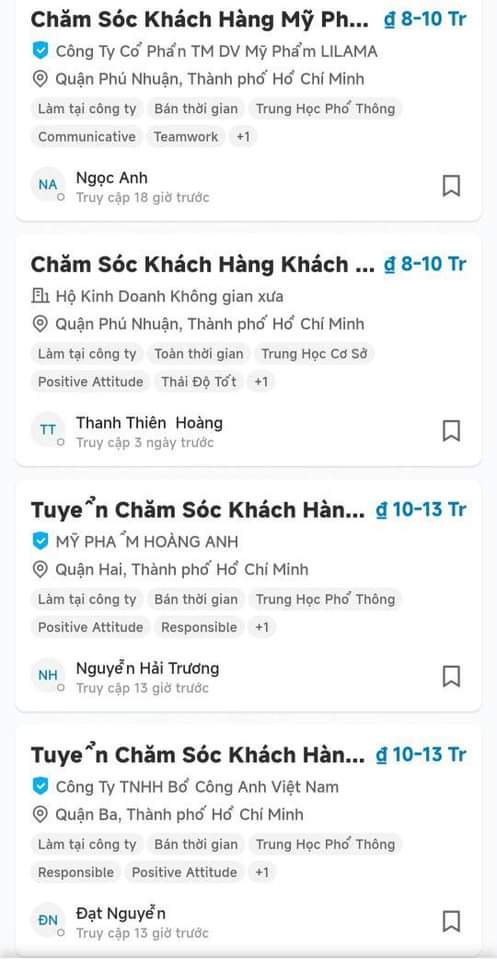 Chăm Sóc Khách Hàng Mỹ Ph... ₫ 8-10 Tr
Công Ty Cổ Phần TM DV Mỹ Phẩm LILAMA
Quận Phú Nhuận, Thành phố Hồ Chí Minh
Làm tại công ty Bán thời gian Trung Học Phổ Thông
Communicative Teamwork +1
NA Ngọc Anh
Truy cập 18 giờ trước
Chăm Sóc Khách Hàng Khách ... ₫ 8-10 Tr
Hộ Kinh Doanh Không gian xưa
Quận Phú Nhuận, Thành phố Hồ Chí Minh
Làm tại công ty Toàn thời gian Trung Học Cơ Sở
Positive Attitude Thái Độ Tốt +1
TT Thanh Thiên Hoàng
Truy cập 3 ngày trước
Tuyển Chăm Sóc Khách Hàn... ₫ 10-13 Tr
MỸ PHẨM HOÀNG ANH
Quận Hai, Thành phố Hồ Chí Minh
Làm tại công ty Bán thời gian Trung Học Phổ Thông
Positive Attitude Responsible +1
NH Nguyễn Hải Trương
Truy cập 13 giờ trước
Tuyển Chăm Sóc Khách Hàn... ₫ 10-13 Tr
Công Ty TNHH Bồ Công Anh Việt Nam
Quận Ba, Thành phố Hồ Chí Minh
Làm tại công ty Bán thời gian Trung Học Phổ Thông
Responsible Positive Attitude +1
ĐN Đạt Nguyễn
Truy cập 13 giờ trước